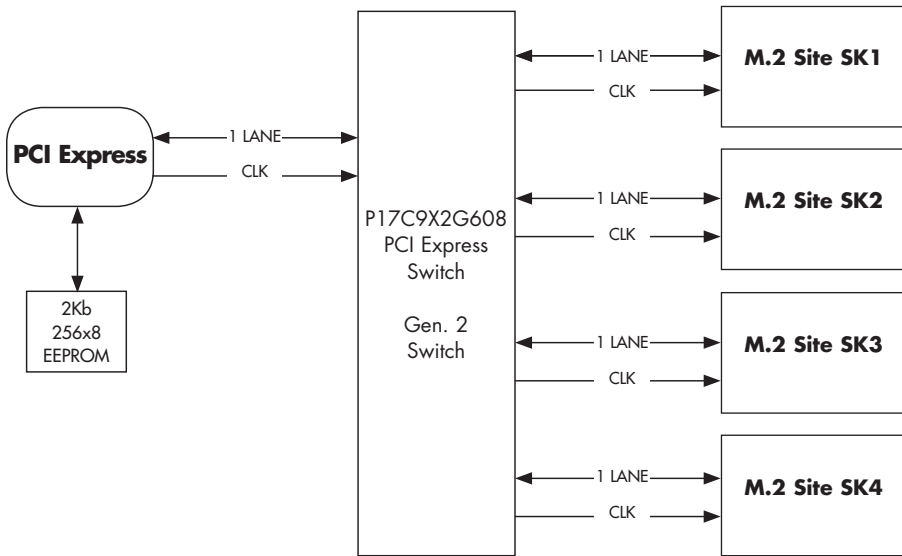 PCI Express
1 LANE
CLK
2Kb
256x8
EEPROM
P17C9X2G608
PCI Express
Switch
Gen. 2
Switch
1 LANE
CLK
M.2 Site SK1
1 LANE
CLK
M.2 Site SK2
1 LANE
CLK
M.2 Site SK3
1 LANE
CLK
M.2 Site SK4